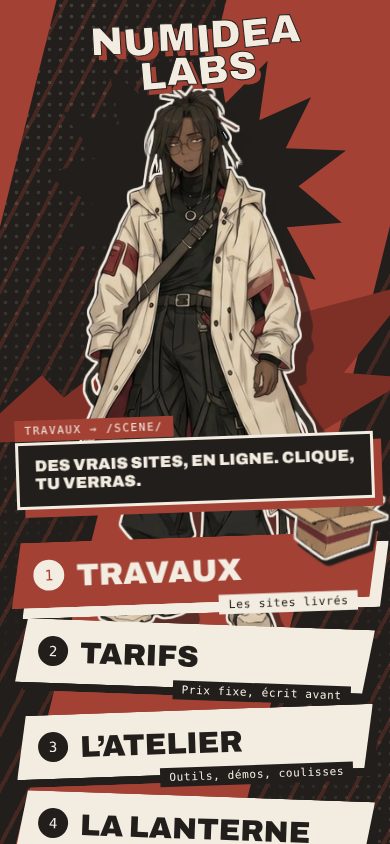 NUMIDEA
LABS
TRAVAUX → /SCENE/
DES VRAIS SITES, EN LIGNE. CLIQUE,
TU VERRAS.
1 TRAVAUX
Les sites livrés
2 TARIFS
Prix fixe, écrit avant
3 L’ATELIER
Outils, démos, coulisses
4 LA LANTERNE